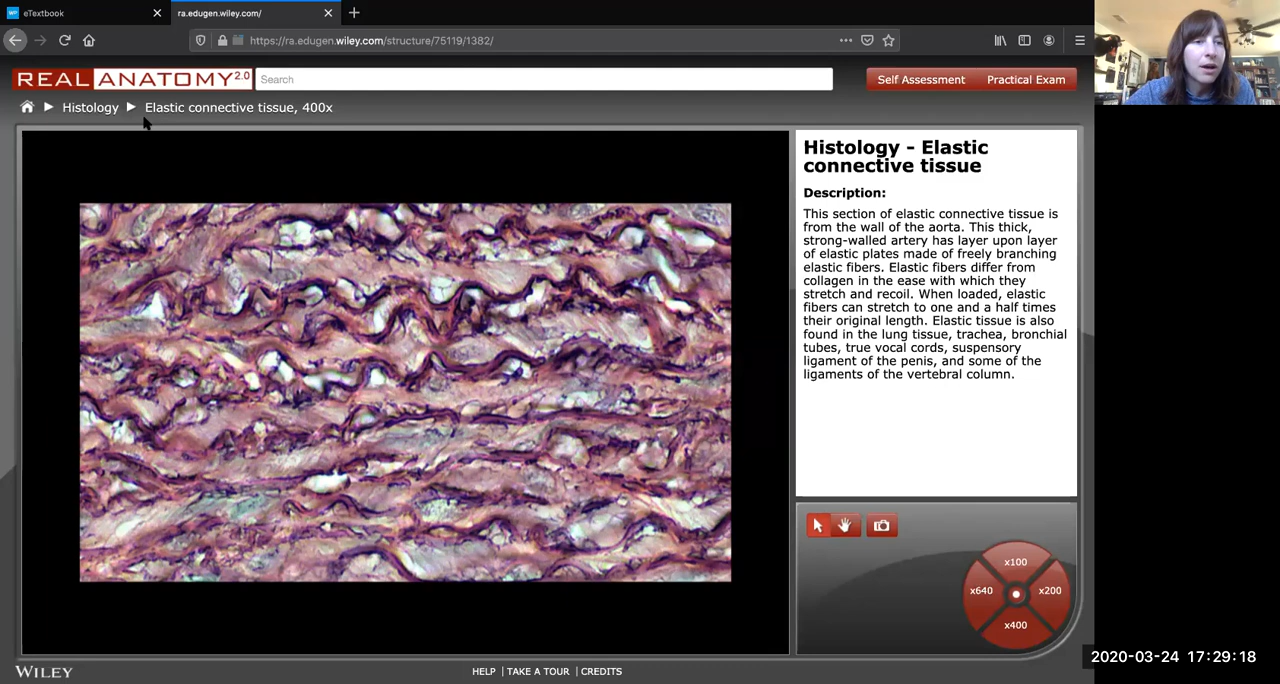 eTextbook
ra.edugen.wiley.com/
https://ra.edugen.wiley.com/structure/75119/1382/
REAL ANATOMY 2.0
Search
Self Assessment
Practical Exam
Histology
Elastic connective tissue, 400x
Histology - Elastic
connective tissue
Description:
This section of elastic connective tissue is
from the wall of the aorta. This thick,
strong-walled artery has layer upon layer
of elastic plates made of freely branching
elastic fibers. Elastic fibers differ from
collagen in the ease with which they
stretch and recoil. When loaded, elastic
fibers can stretch to one and a half times
their original length. Elastic tissue is also
found in the lung tissue, trachea, bronchial
tubes, true vocal cords, suspensory
ligament of the penis, and some of the
ligaments of the vertebral column.
x100
x640
x200
x400
WILEY
HELP | TAKE A TOUR | CREDITS
2020-03-24 17:29:18